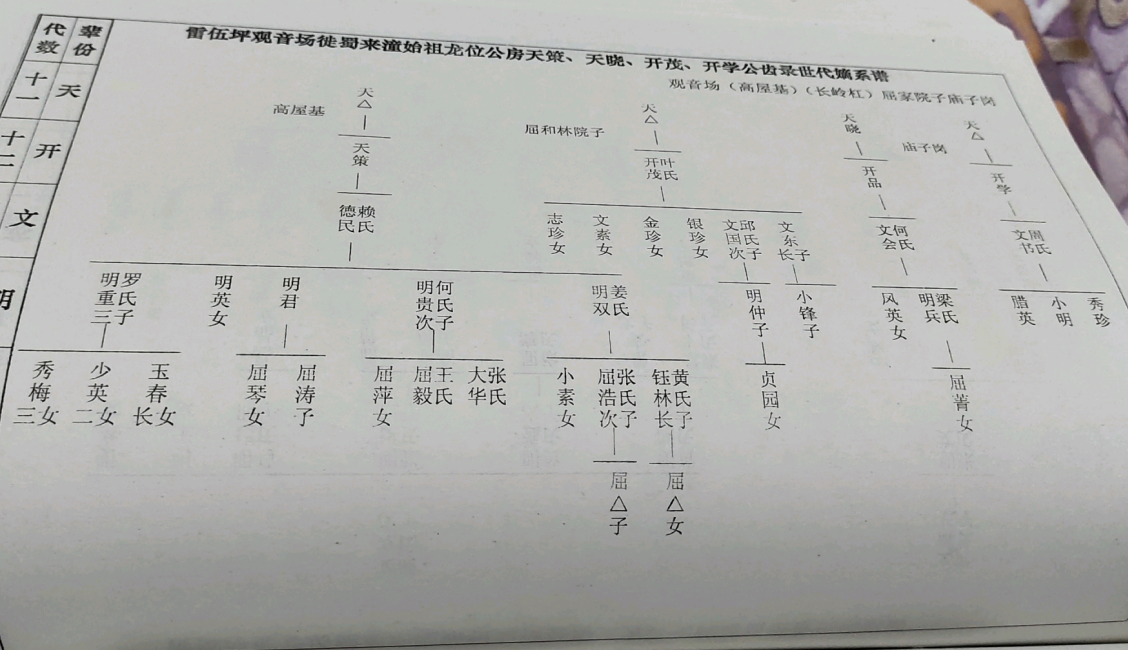 雷伍坪观音场徙蜀来潼始祖龙位公房天策、天晓、开茂、开学公齿录世代嫡系谱
观音场（高屋基）（长岭杠）屈家院子庙子岗
代数 辈份
十一 天
十二 开
文
明
高屋基
天△
天策
德民 赖氏
明重三子 罗氏
明英女
明君
明贵次子 何氏
明双 姜氏
秀梅三女
少英二女
玉春长女
屈琴女
屈涛子
屈萍女
屈毅 王氏
大华 张氏
小素女
屈浩次子 张氏
钰林长子 黄氏
屈△子
屈△女
屈和林院子
天△
开茂 叶氏
志珍女
文素女
金珍女
银珍女
文国次子 邱氏
文东长子
明仲子
小锋子
贞园女
天晓
开品
文会 何氏
风英女
明兵 梁氏
屈菁女
庙子岗
天△
开学
文书 周氏
腊英
小明
秀珍